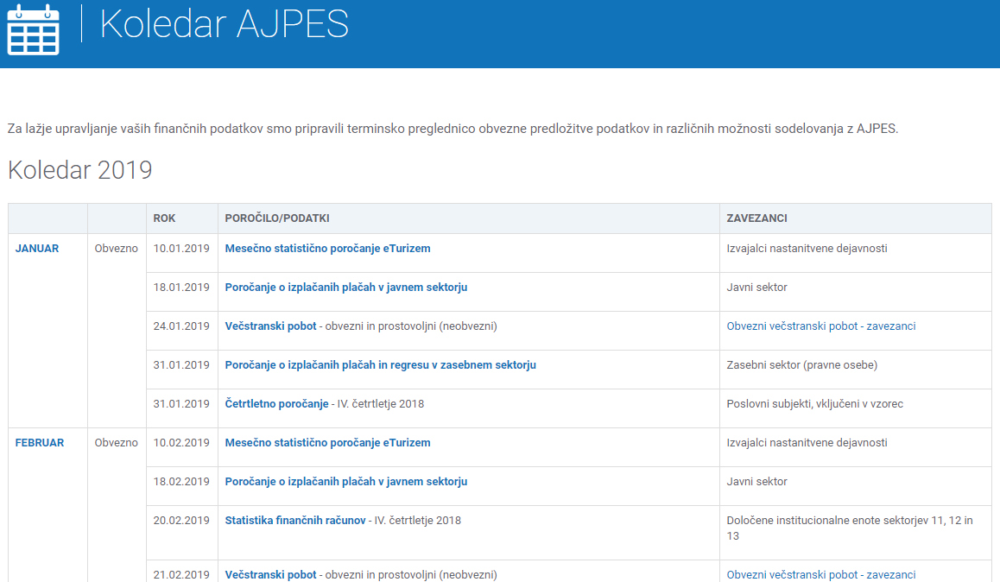 Koledar AJPES
Za lažje upravljanje vaših finančnih podatkov smo pripravili terminsko preglednico obvezne predložitve podatkov in različnih možnosti sodelovanja z AJPES.
Koledar 2019
ROK POROČILO/PODATKI ZAVEZANCI
JANUAR Obvezno 10.01.2019 Mesečno statistično poročanje eTurizem Izvajalci nastanitvene dejavnosti
18.01.2019 Poročanje o izplačanih plačah v javnem sektorju Javni sektor
24.01.2019 Večstranski pobot - obvezni in prostovoljni (neobvezni) Obvezni večstranski pobot - zavezanci
31.01.2019 Poročanje o izplačanih plačah in regresu v zasebnem sektorju Zasebni sektor (pravne osebe)
31.01.2019 Četrtletno poročanje - IV. četrtletje 2018 Poslovni subjekti, vključeni v vzorec
FEBRUAR Obvezno 10.02.2019 Mesečno statistično poročanje eTurizem Izvajalci nastanitvene dejavnosti
18.02.2019 Poročanje o izplačanih plačah v javnem sektorju Javni sektor
20.02.2019 Statistika finančnih računov - IV. četrtletje 2018 Določene institucionalne enote sektorjev 11, 12 in
13
21.02.2019 Večstranski pobot - obvezni in prostovoljni (neobvezni) Obvezni večstranski pobot - zavezanci